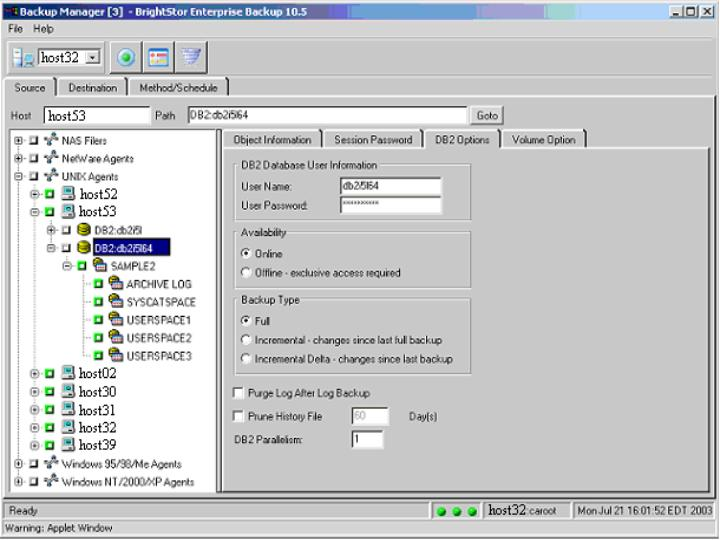 Backup Manager [3] - BrightStor Enterprise Backup 10.5
File Help
host32
Source Destination Method/Schedule
Host host53 Path DB2:db2i5l64 Goto
NAS Filers
NetWare Agents
UNIX Agents
host52
host53
DB2:db2i5l
DB2:db2i5l64
SAMPLE2
ARCHIVE LOG
SYSCATSPACE
USERSPACE1
USERSPACE2
USERSPACE3
host02
host30
host31
host32
host39
Windows 95/98/Me Agents
Windows NT/2000/XP Agents
Object Information Session Password DB2 Options Volume Option
DB2 Database User Information
User Name: db2i5l64
User Password: **********
Availability
Online
Offline - exclusive access required
Backup Type
Full
Incremental - changes since last full backup
Incremental Delta - changes since last backup
Purge Log After Log Backup
Prune History File 60 Day(s)
DB2 Parallelism: 1
Ready host32:caroot Mon Jul 21 16:01:52 EDT 2003
Warning: Applet Window